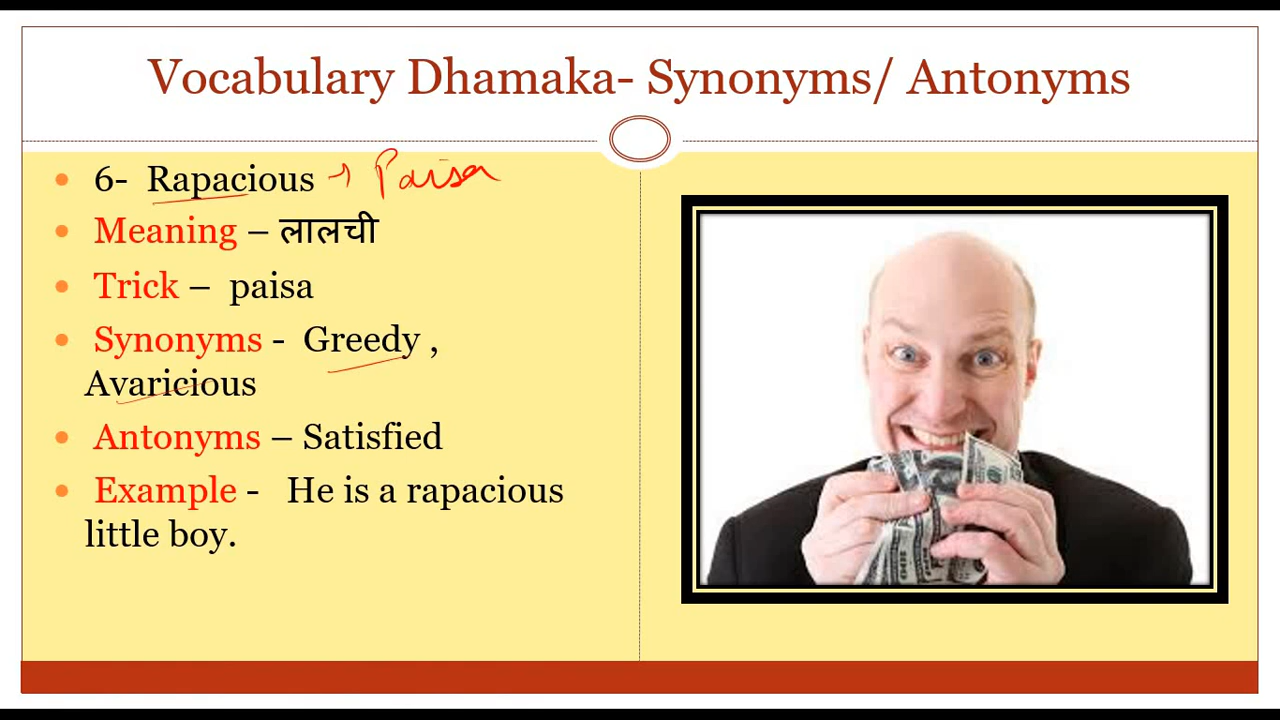 Vocabulary Dhamaka- Synonyms/ Antonyms
6- Rapacious → Paisa
Meaning – लालची
Trick – paisa
Synonyms - Greedy ,
Avaricious
Antonyms – Satisfied
Example - He is a rapacious
little boy.